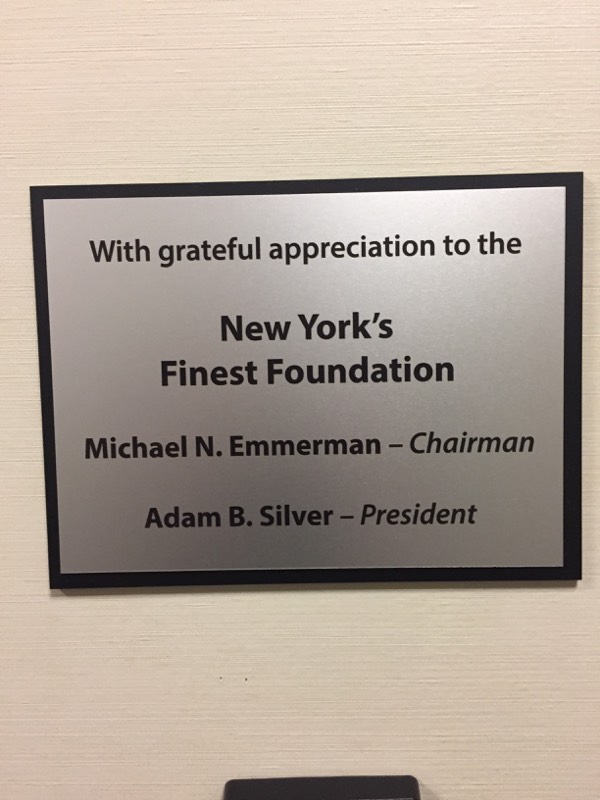 With grateful appreciation to the
New York's
Finest Foundation
Michael N. Emmerman – Chairman
Adam B. Silver – President